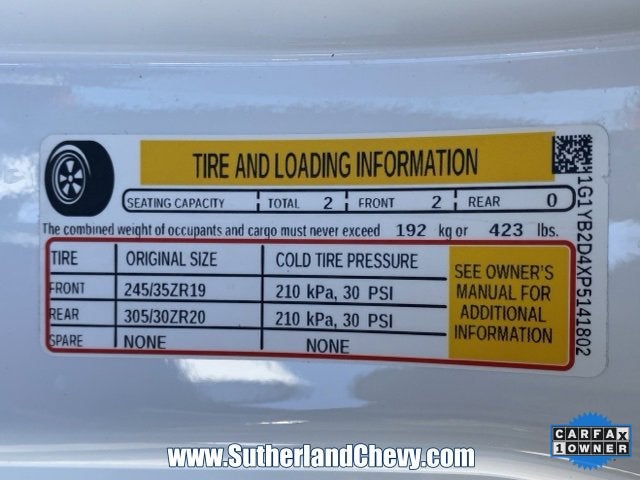 TIRE AND LOADING INFORMATION
SEATING CAPACITY TOTAL 2 FRONT 2 REAR 0
The combined weight of occupants and cargo must never exceed 192 kg or 423 lbs.
TIRE ORIGINAL SIZE COLD TIRE PRESSURE
FRONT 245/35ZR19 210 kPa, 30 PSI
REAR 305/30ZR20 210 kPa, 30 PSI
SPARE NONE NONE
SEE OWNER'S
MANUAL FOR
ADDITIONAL
INFORMATION
1G1YB2D4XP5141802
CARFAX
1 OWNER
www.SutherlandChevy.com